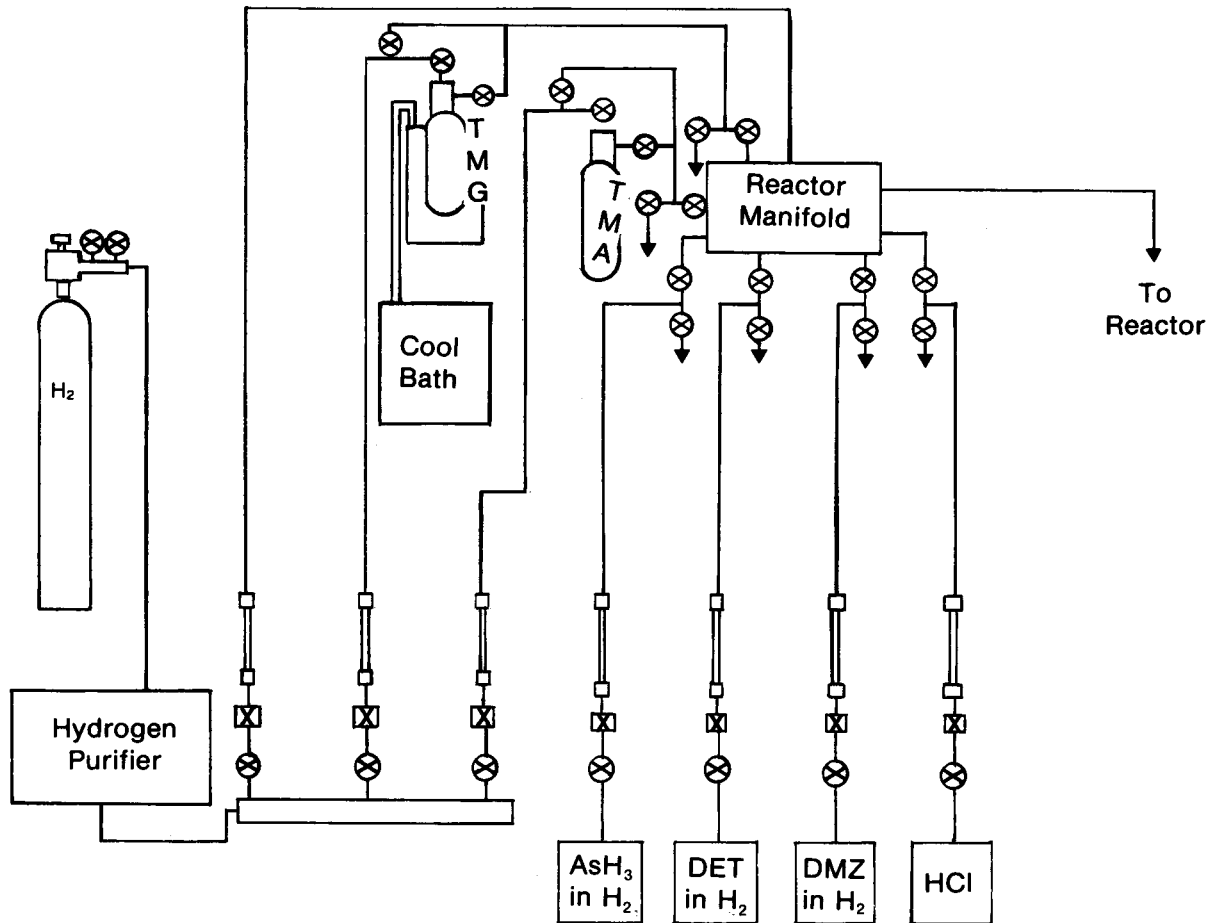 T
M
G
T
M
A
Reactor
Manifold
To
Reactor
Cool
Bath
H₂
Hydrogen
Purifier
AsH₃
in H₂
DET
in H₂
DMZ
in H₂
HCl